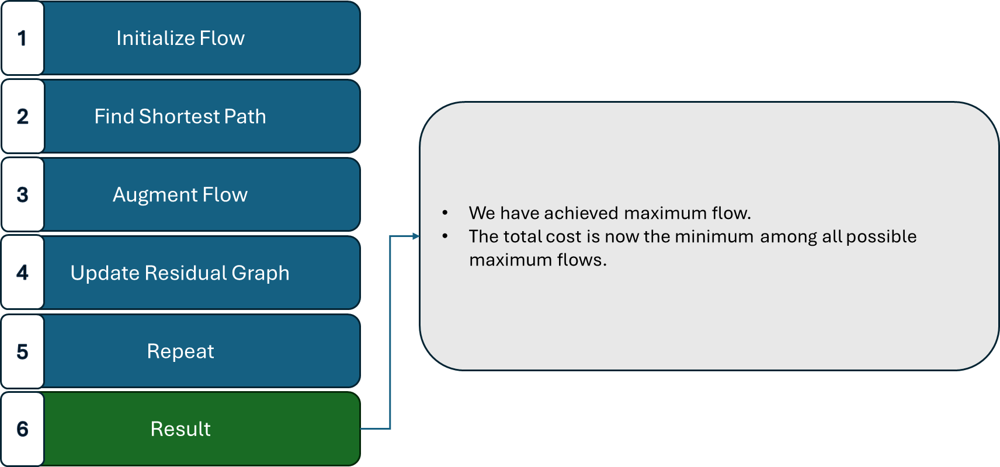 1
Initialize Flow
2
Find Shortest Path
3
Augment Flow
4
Update Residual Graph
5
Repeat
6
Result
• We have achieved maximum flow.
• The total cost is now the minimum among all possible
maximum flows.